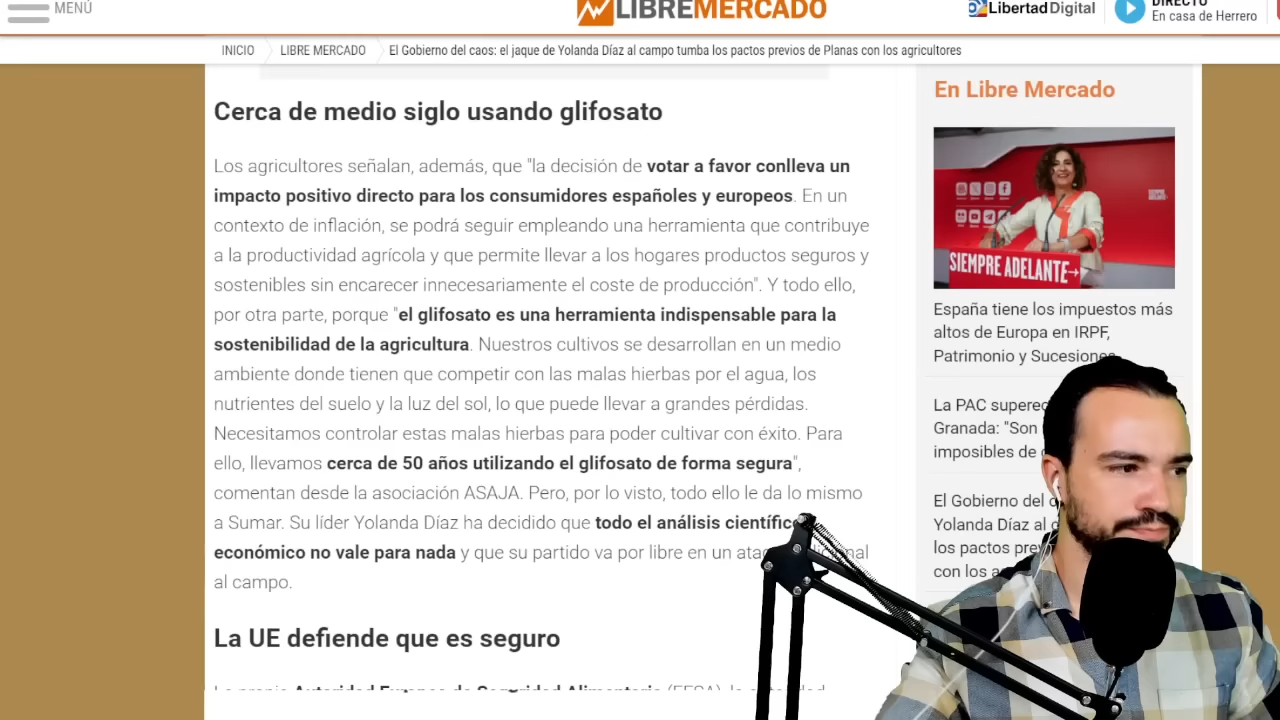 MENÚ
LIBREMERCADO
Libertad Digital
DIRECTO
En casa de Herrero
INICIO
LIBRE MERCADO
El Gobierno del caos: el jaque de Yolanda Díaz al campo tumba los pactos previos de Planas con los agricultores
Cerca de medio siglo usando glifosato
Los agricultores señalan, además, que "la decisión de votar a favor conlleva un
impacto positivo directo para los consumidores españoles y europeos. En un
contexto de inflación, se podrá seguir empleando una herramienta que contribuye
a la productividad agrícola y que permite llevar a los hogares productos seguros y
sostenibles sin encarecer innecesariamente el coste de producción". Y todo ello,
por otra parte, porque "el glifosato es una herramienta indispensable para la
sostenibilidad de la agricultura. Nuestros cultivos se desarrollan en un medio
ambiente donde tienen que competir con las malas hierbas por el agua, los
nutrientes del suelo y la luz del sol, lo que puede llevar a grandes pérdidas.
Necesitamos controlar estas malas hierbas para poder cultivar con éxito. Para
ello, llevamos cerca de 50 años utilizando el glifosato de forma segura",
comentan desde la asociación ASAJA. Pero, por lo visto, todo ello le da lo mismo
a Sumar. Su líder Yolanda Díaz ha decidido que todo el análisis científico
económico no vale para nada y que su partido va por libre en un
al campo.
La UE defiende que es seguro
Autoridad Europea de Seguridad Alimentaria (EFSA), la
En Libre Mercado
SIEMPRE ADELANTE→
España tiene los impuestos más
altos de Europa en IRPF,
Patrimonio y Sucesiones
La PAC
Granada: "Son
imposibles de
El Gobierno del
Yolanda Díaz al
los pactos
con los